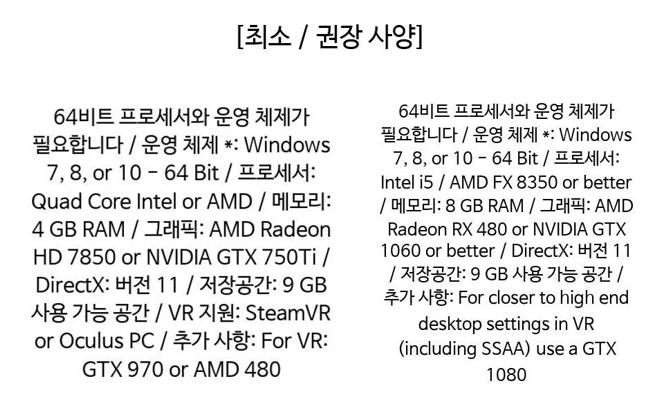 [최소 / 권장 사양]
64비트 프로세서와 운영 체제가
필요합니다 / 운영 체제 *: Windows
7, 8, or 10 – 64 Bit / 프로세서:
Quad Core Intel or AMD / 메모리:
4 GB RAM / 그래픽: AMD Radeon
HD 7850 or NVIDIA GTX 750Ti /
DirectX: 버전 11 / 저장공간: 9 GB
사용 가능 공간 / VR 지원: SteamVR
or Oculus PC / 추가 사항: For VR:
GTX 970 or AMD 480
64비트 프로세서와 운영 체제가
필요합니다 / 운영 체제 *: Windows
7, 8, or 10 – 64 Bit / 프로세서:
Intel i5 / AMD FX 8350 or better
/ 메모리: 8 GB RAM / 그래픽: AMD
Radeon RX 480 or NVIDIA GTX
1060 or better / DirectX: 버전 11
/ 저장공간: 9 GB 사용 가능 공간 /
추가 사항: For closer to high end
desktop settings in VR
(including SSAA) use a GTX
1080